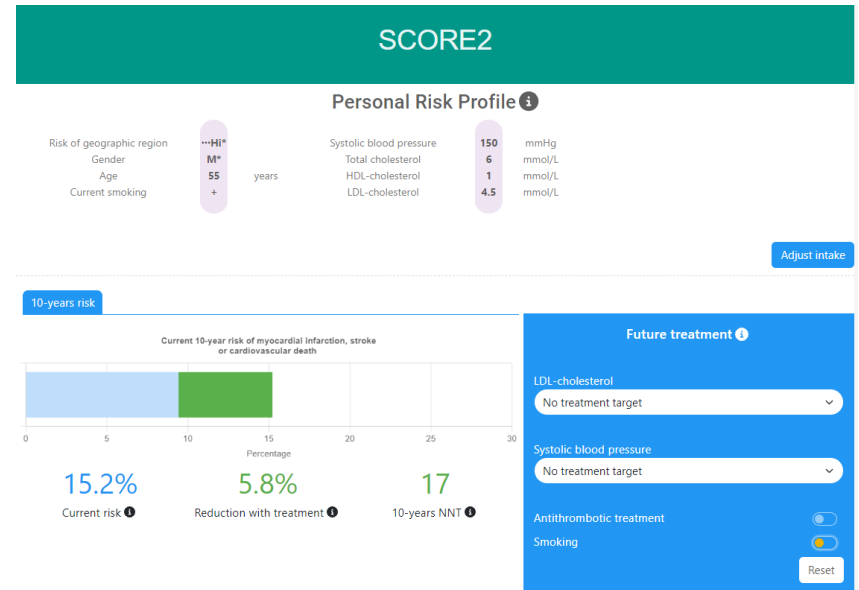 SCORE2
Personal Risk Profile
Risk of geographic region ···Hi* Systolic blood pressure 150 mmHg
Gender M* Total cholesterol 6 mmol/L
Age 55 years HDL-cholesterol 1 mmol/L
Current smoking + LDL-cholesterol 4.5 mmol/L
Adjust intake
10-years risk
Current 10-year risk of myocardial infarction, stroke
or cardiovascular death
0 5 10 15 20 25 30
Percentage
15.2% 5.8% 17
Current risk Reduction with treatment 10-years NNT
Future treatment
LDL-cholesterol
No treatment target
Systolic blood pressure
No treatment target
Antithrombotic treatment
Smoking
Reset